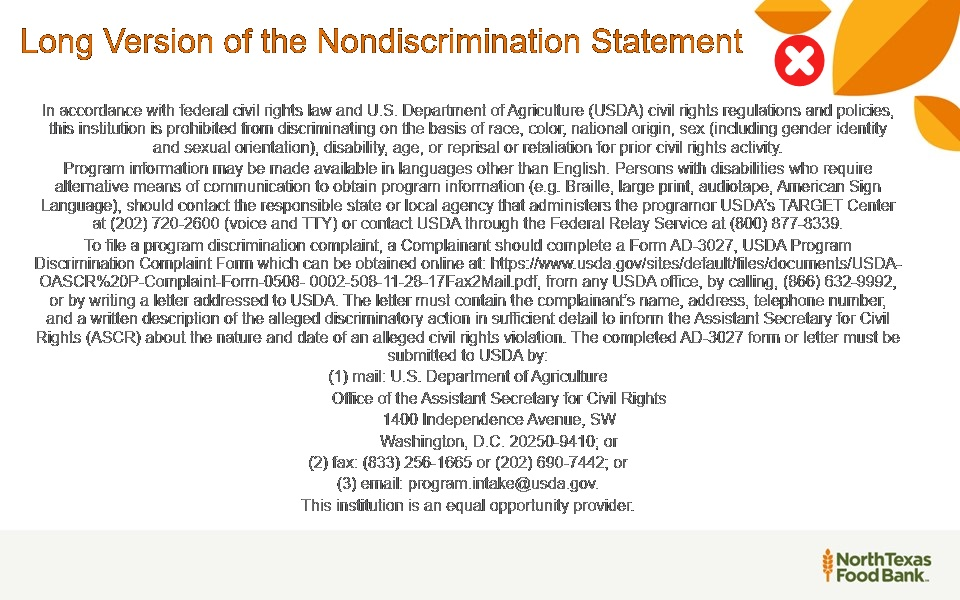 Long Version of the Nondiscrimination Statement
In accordance with federal civil rights law and U.S. Department of Agriculture (USDA) civil rights regulations and policies,
this institution is prohibited from discriminating on the basis of race, color, national origin, sex (including gender identity
and sexual orientation), disability, age, or reprisal or retaliation for prior civil rights activity.
Program information may be made available in languages other than English. Persons with disabilities who require
alternative means of communication to obtain program information (e.g. Braille, large print, audiotape, American Sign
Language), should contact the responsible state or local agency that administers the programor USDA's TARGET Center
at (202) 720-2600 (voice and TTY) or contact USDA through the Federal Relay Service at (800) 877-8339.
To file a program discrimination complaint, a Complainant should complete a Form AD-3027, USDA Program
Discrimination Complaint Form which can be obtained online at: https://www.usda.gov/sites/default/files/documents/USDA-
OASCR%20P-Complaint-Form-0508- 0002-508-11-28-17Fax2Mail.pdf, from any USDA office, by calling, (866) 632-9992,
or by writing a letter addressed to USDA. The letter must contain the complainant's name, address, telephone number,
and a written description of the alleged discriminatory action in sufficient detail to inform the Assistant Secretary for Civil
Rights (ASCR) about the nature and date of an alleged civil rights violation. The completed AD-3027 form or letter must be
submitted to USDA by:
(1) mail: U.S. Department of Agriculture
Office of the Assistant Secretary for Civil Rights
1400 Independence Avenue, SW
Washington, D.C. 20250-9410; or
(2) fax: (833) 256-1665 or (202) 690-7442; or
(3) email: program.intake@usda.gov.
This institution is an equal opportunity provider.
North Texas
Food Bank